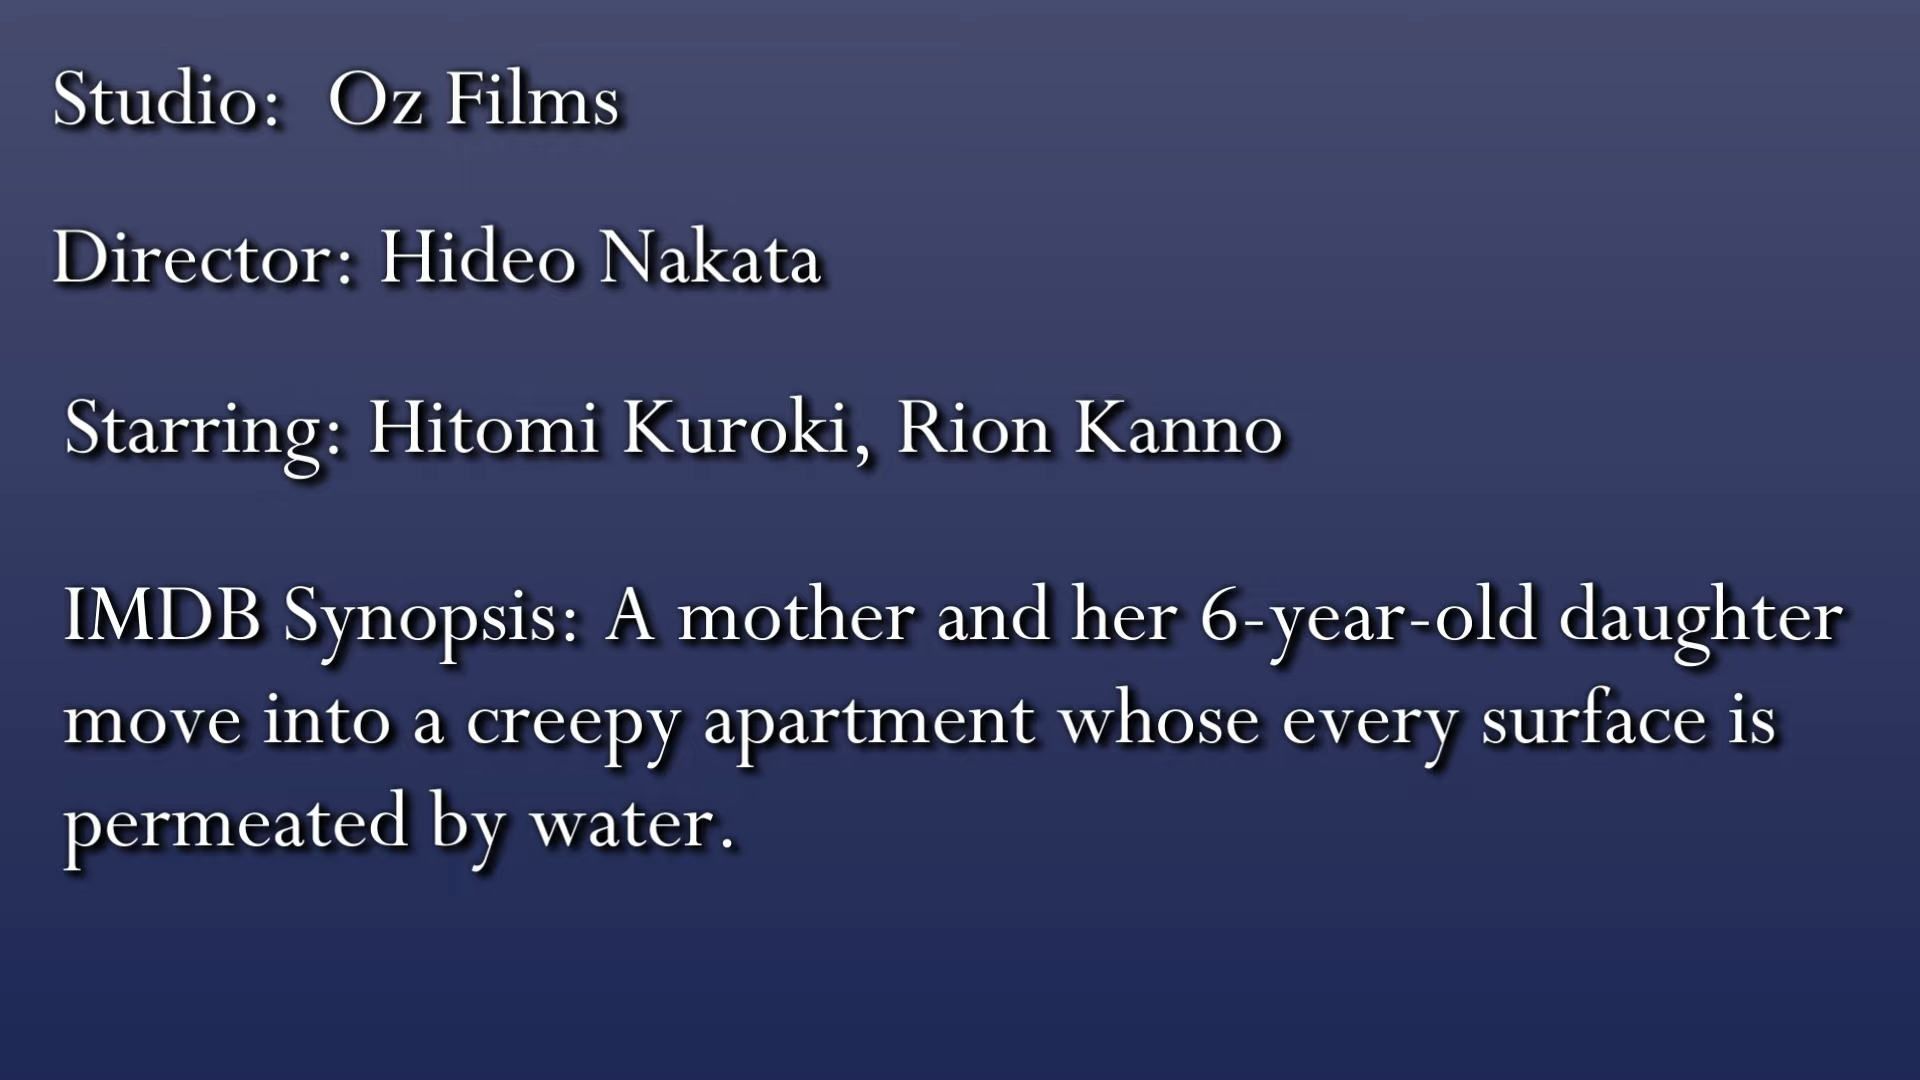 Studio: Oz Films
Director: Hideo Nakata
Starring: Hitomi Kuroki, Rion Kanno
IMDB Synopsis: A mother and her 6-year-old daughter
move into a creepy apartment whose every surface is
permeated by water.